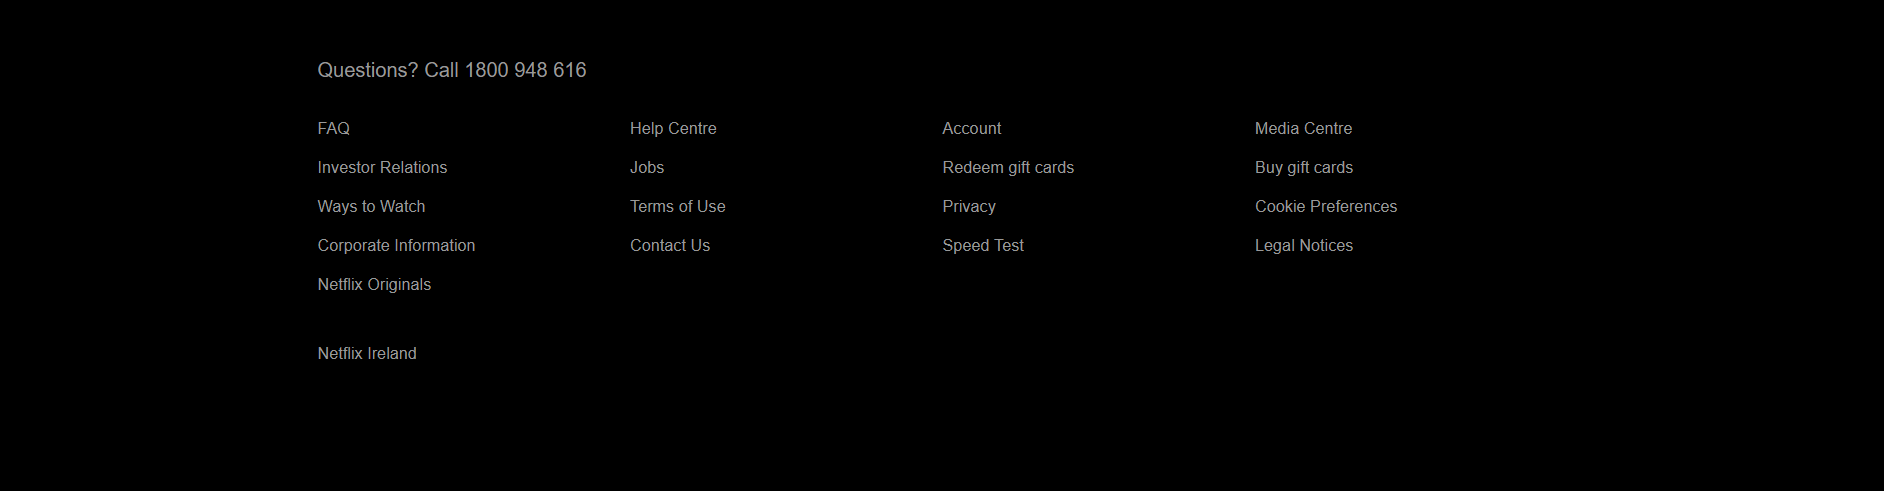 Questions? Call 1800 948 616
FAQ
Help Centre
Account
Media Centre
Investor Relations
Jobs
Redeem gift cards
Buy gift cards
Ways to Watch
Terms of Use
Privacy
Cookie Preferences
Corporate Information
Contact Us
Speed Test
Legal Notices
Netflix Originals
Netflix Ireland